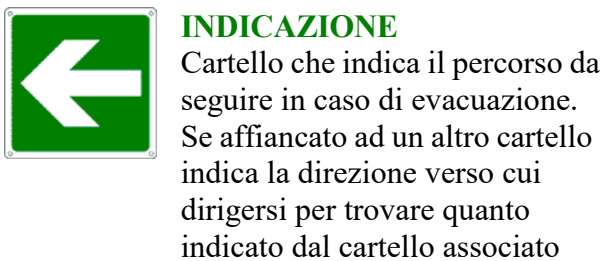 INDICAZIONE
Cartello che indica il percorso da
seguire in caso di evacuazione.
Se affiancato ad un altro cartello
indica la direzione verso cui
dirigersi per trovare quanto
indicato dal cartello associato